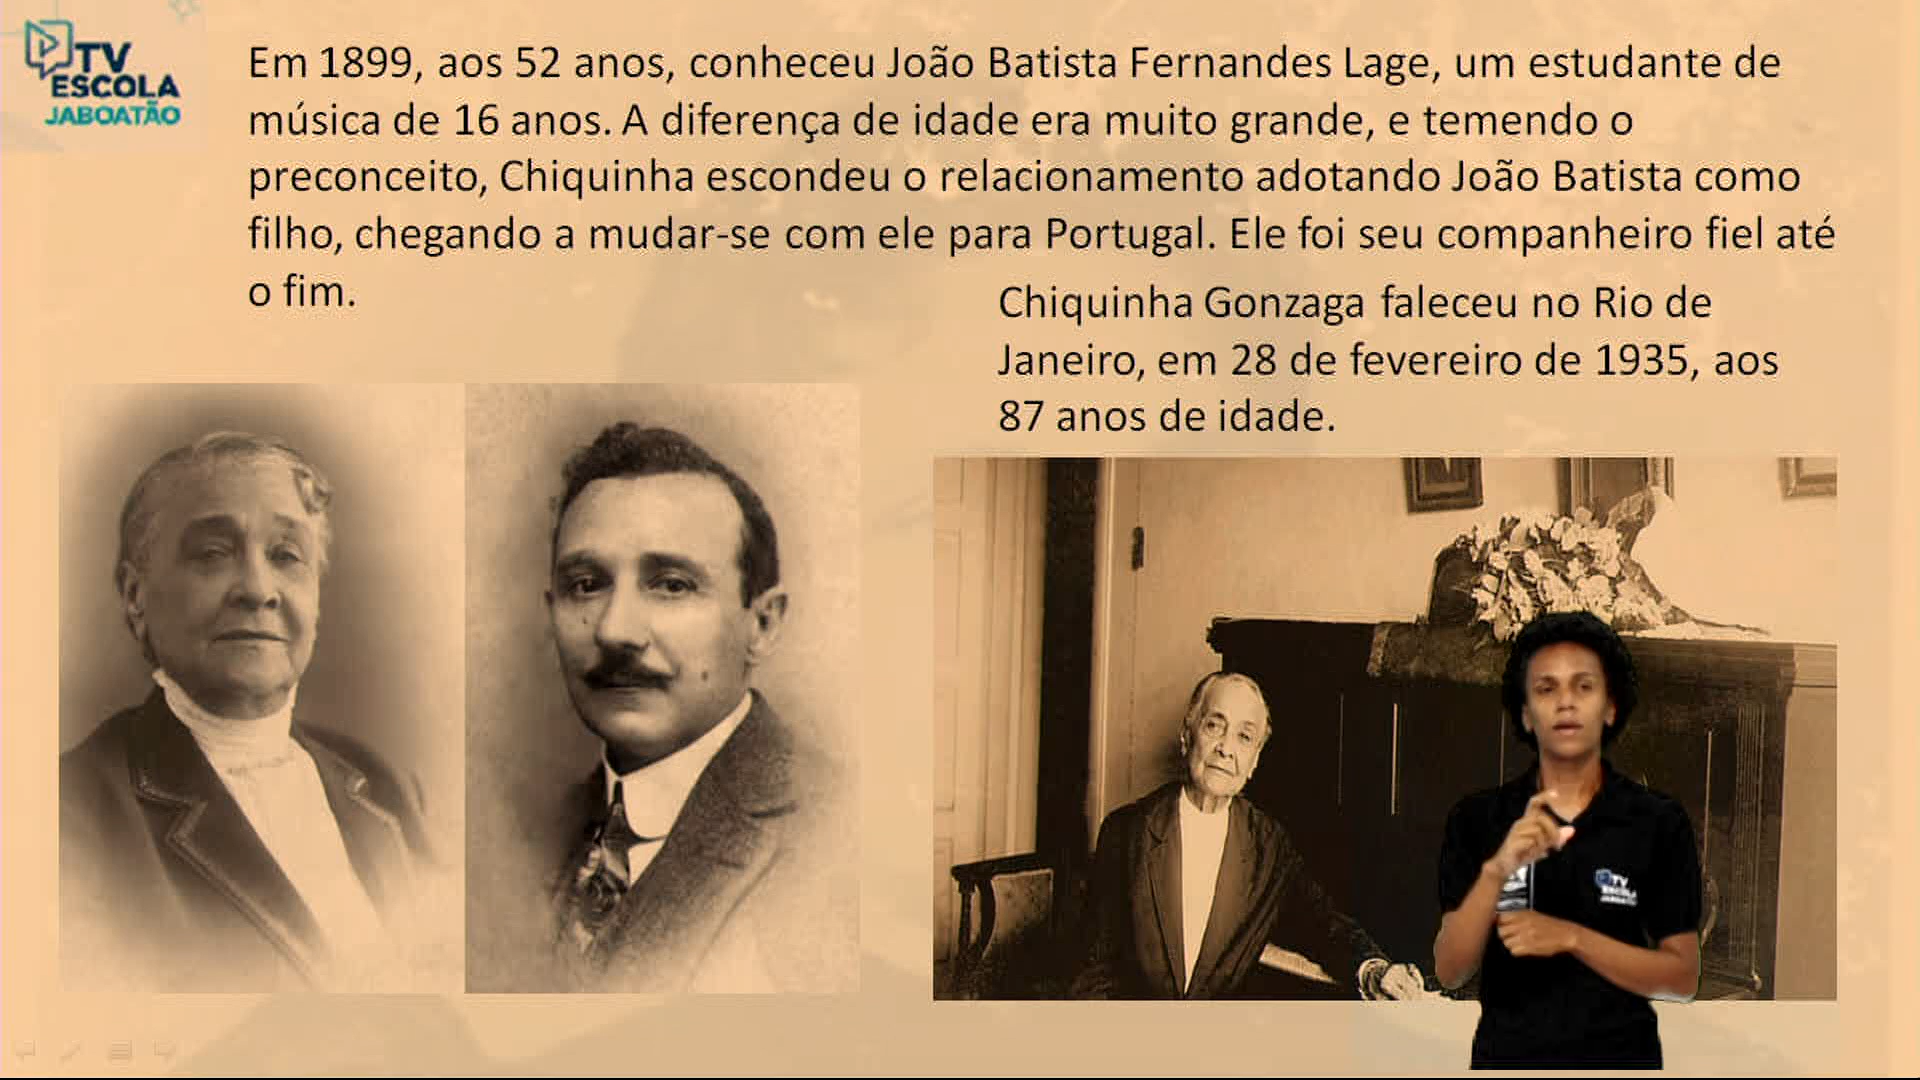 TV
ESCOLA
JABOATÃO
Em 1899, aos 52 anos, conheceu João Batista Fernandes Lage, um estudante de
música de 16 anos. A diferença de idade era muito grande, e temendo o
preconceito, Chiquinha escondeu o relacionamento adotando João Batista como
filho, chegando a mudar-se com ele para Portugal. Ele foi seu companheiro fiel até
o fim.
Chiquinha Gonzaga faleceu no Rio de
Janeiro, em 28 de fevereiro de 1935, aos
87 anos de idade.
TV
ESCOLA
JABOATÃO